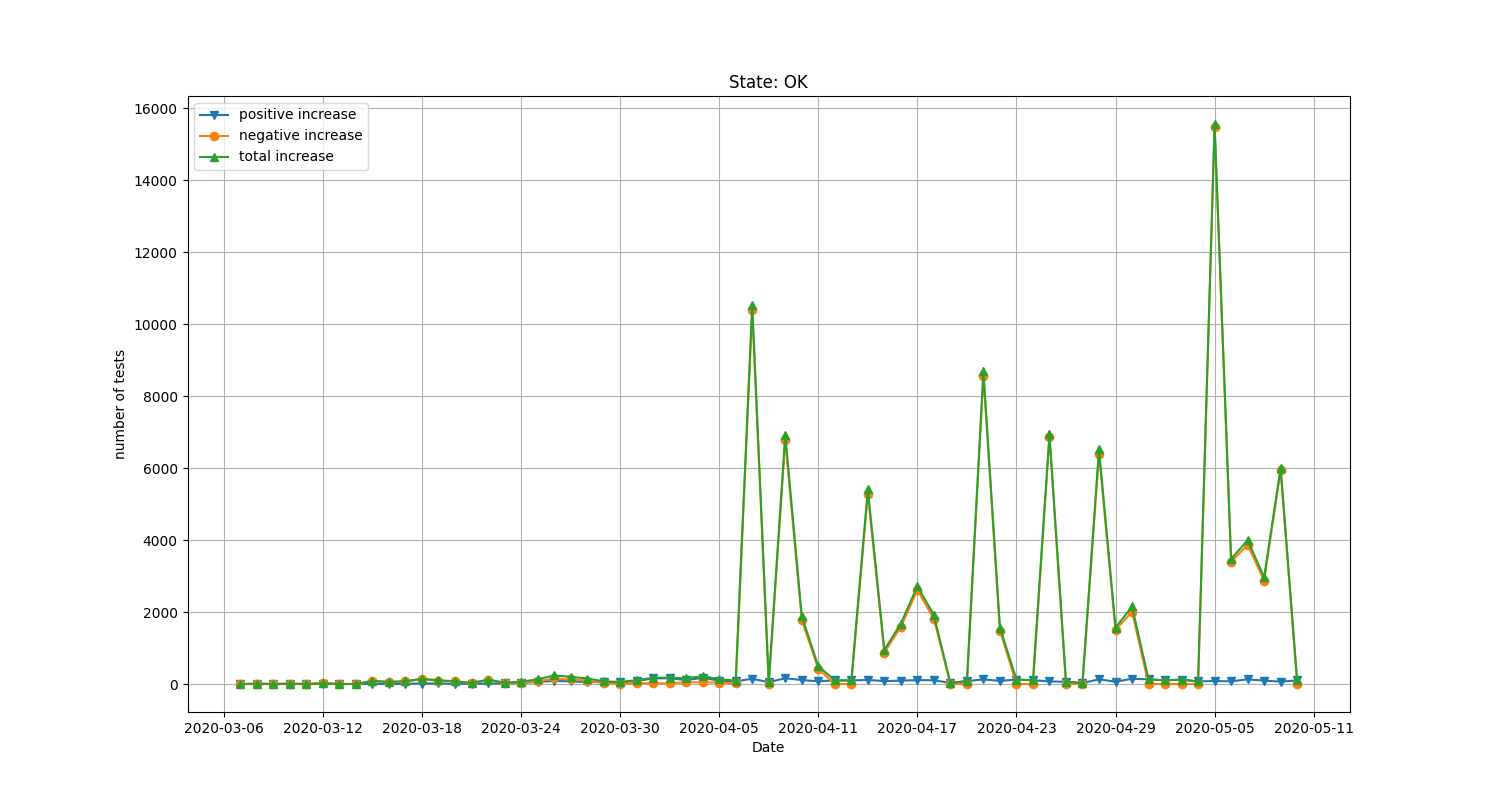 State: OK
positive increase
negative increase
total increase
16000
14000
12000
10000
8000
6000
4000
2000
0
number of tests
2020-03-06 2020-03-12 2020-03-18 2020-03-24 2020-03-30 2020-04-05 2020-04-11 2020-04-17 2020-04-23 2020-04-29 2020-05-05 2020-05-11
Date